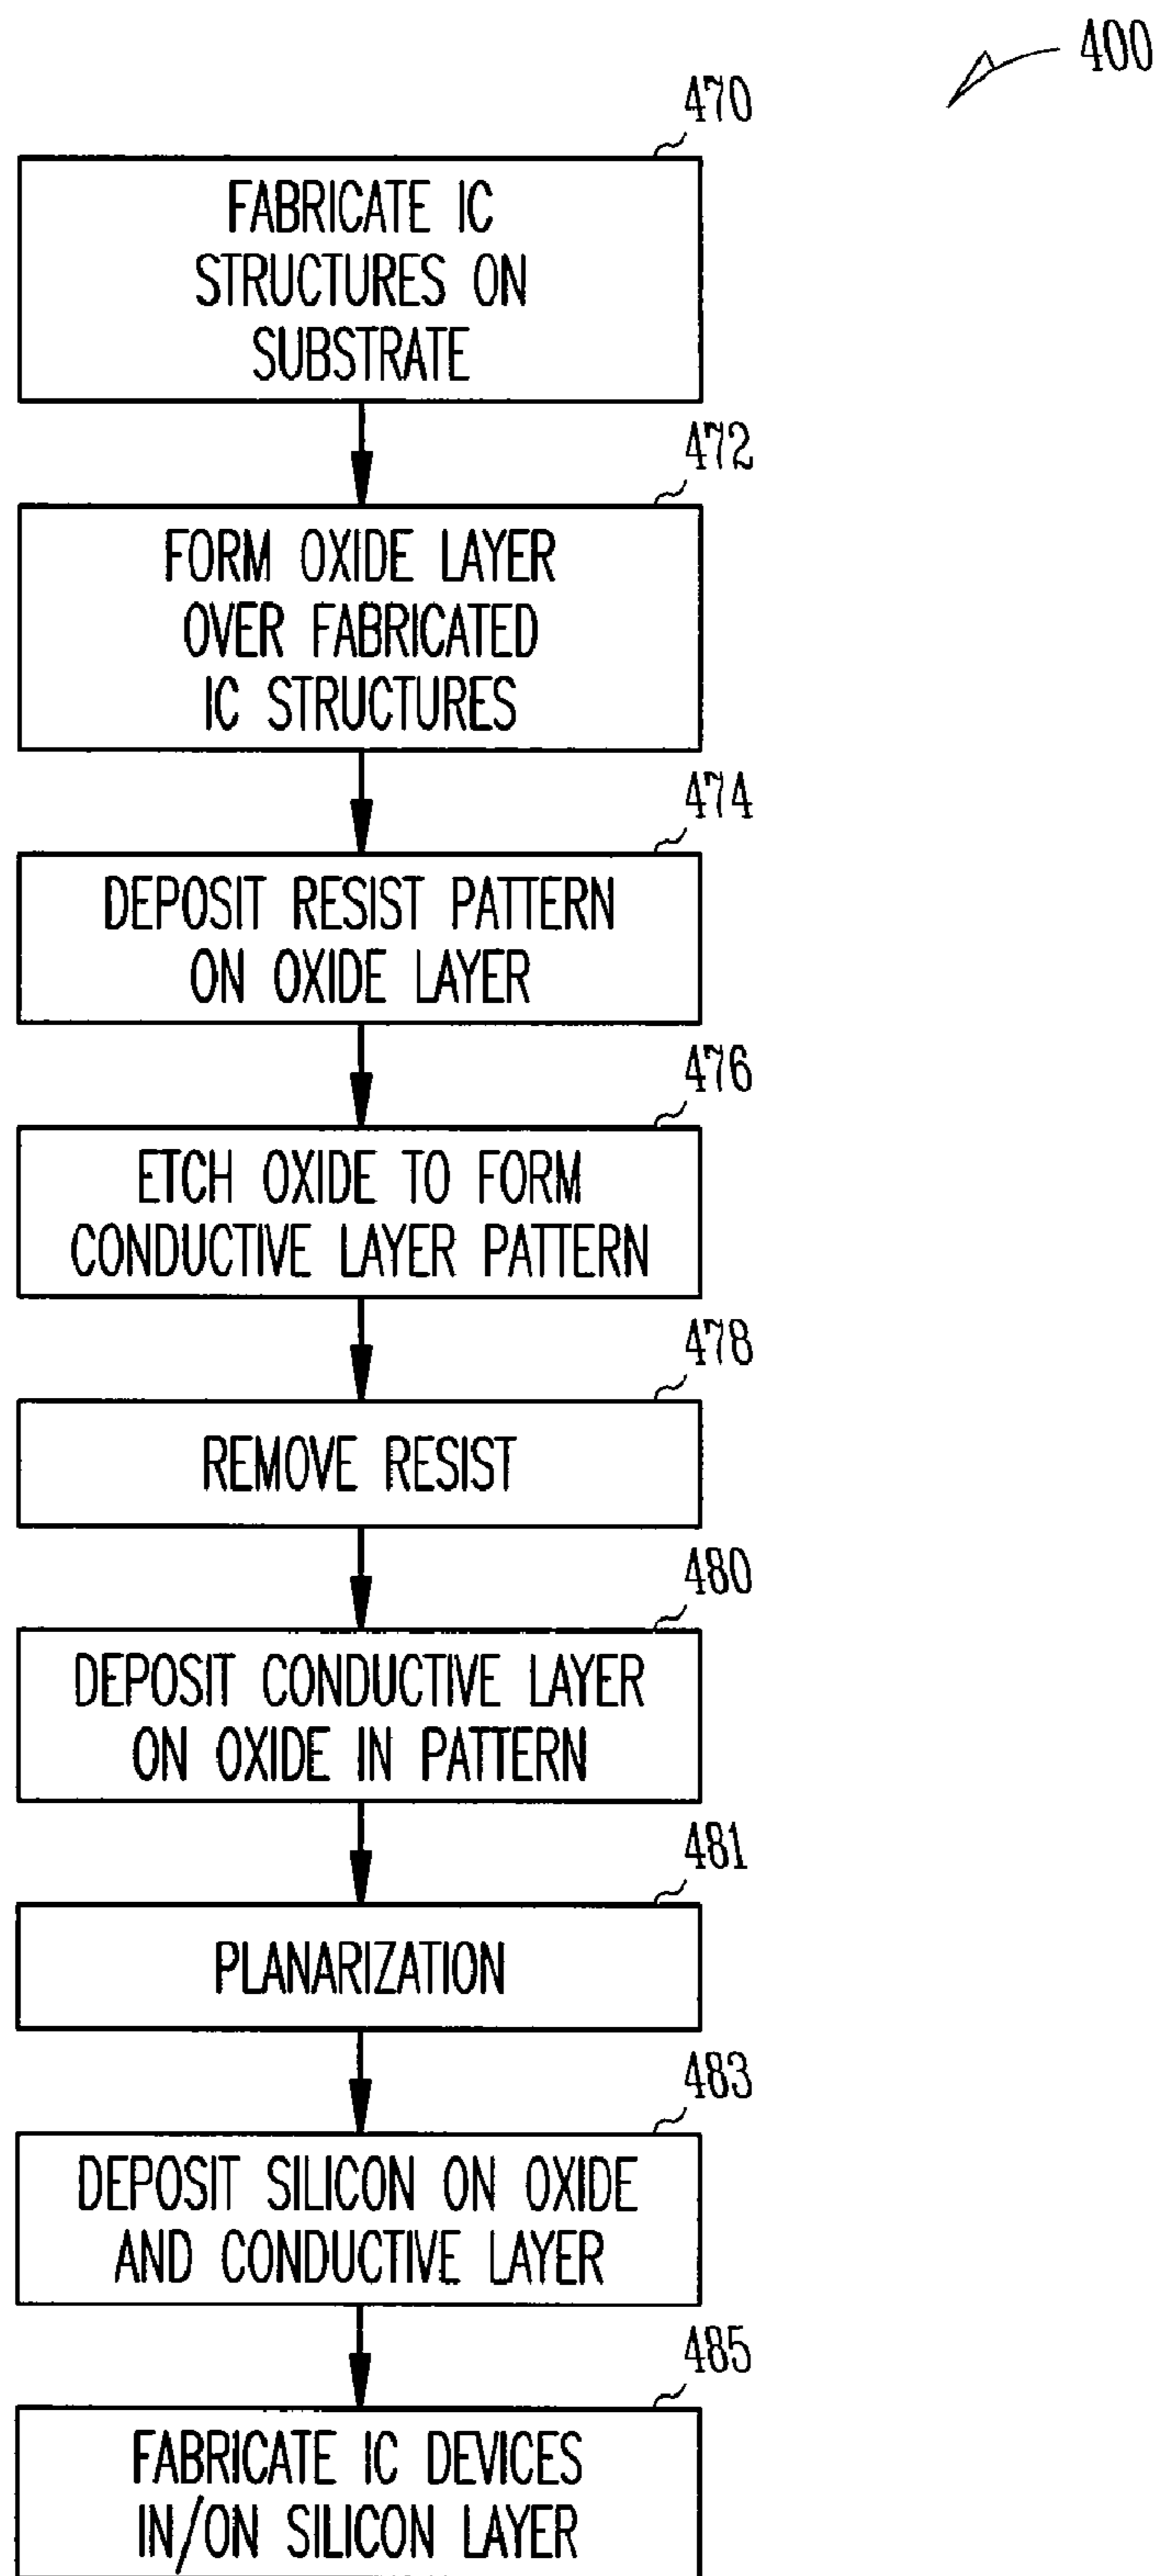 400
470
FABRICATE IC
STRUCTURES ON
SUBSTRATE
472
FORM OXIDE LAYER
OVER FABRICATED
IC STRUCTURES
474
DEPOSIT RESIST PATTERN
ON OXIDE LAYER
476
ETCH OXIDE TO FORM
CONDUCTIVE LAYER PATTERN
478
REMOVE RESIST
480
DEPOSIT CONDUCTIVE LAYER
ON OXIDE IN PATTERN
481
PLANARIZATION
483
DEPOSIT SILICON ON OXIDE
AND CONDUCTIVE LAYER
485
FABRICATE IC DEVICES
IN/ON SILICON LAYER